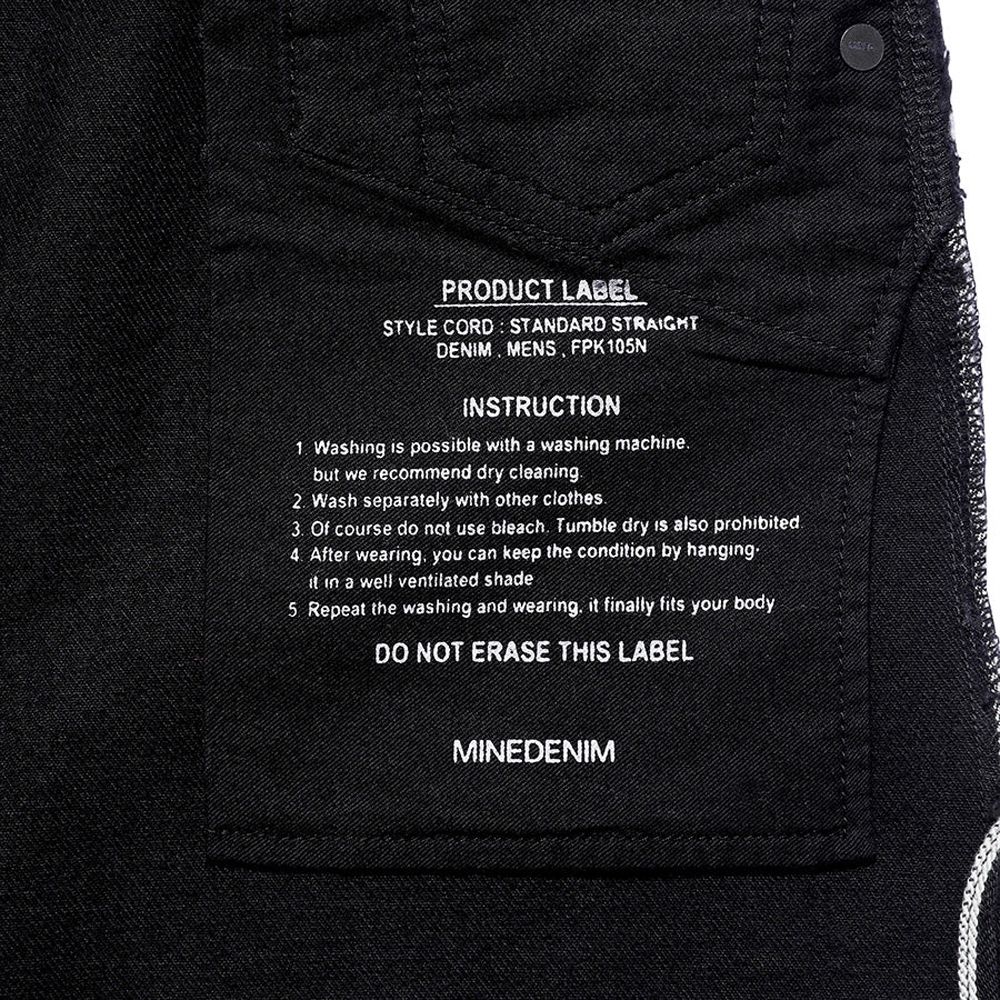 PRODUCT LABEL
STYLE CORD : STANDARD STRAIGHT
DENIM . MENS . FPK105N
INSTRUCTION
1 Washing is possible with a washing machine.
but we recommend dry cleaning.
2. Wash separately with other clothes.
3. Of course do not use bleach. Tumble dry is also prohibited.
4. After wearing, you can keep the condition by hanging.
it in a well ventilated shade
5 Repeat the washing and wearing, it finally fits your body
DO NOT ERASE THIS LABEL
MINEDENIM